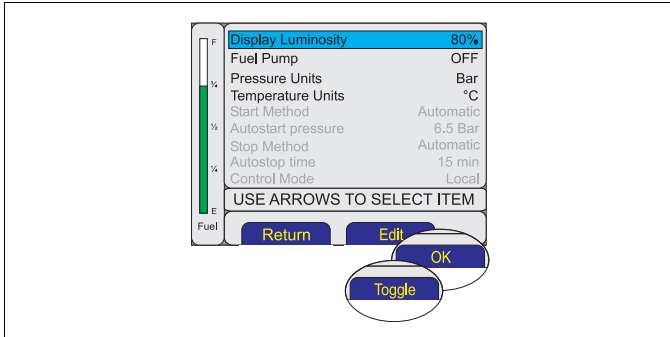 F
¾
½
¼
E
Fuel
Display Luminosity 80%
Fuel Pump OFF
Pressure Units Bar
Temperature Units °C
Start Method Automatic
Autostart pressure 6.5 Bar
Stop Method Automatic
Autostop time 15 min
Control Mode Local
USE ARROWS TO SELECT ITEM
Return Edit
OK
Toggle